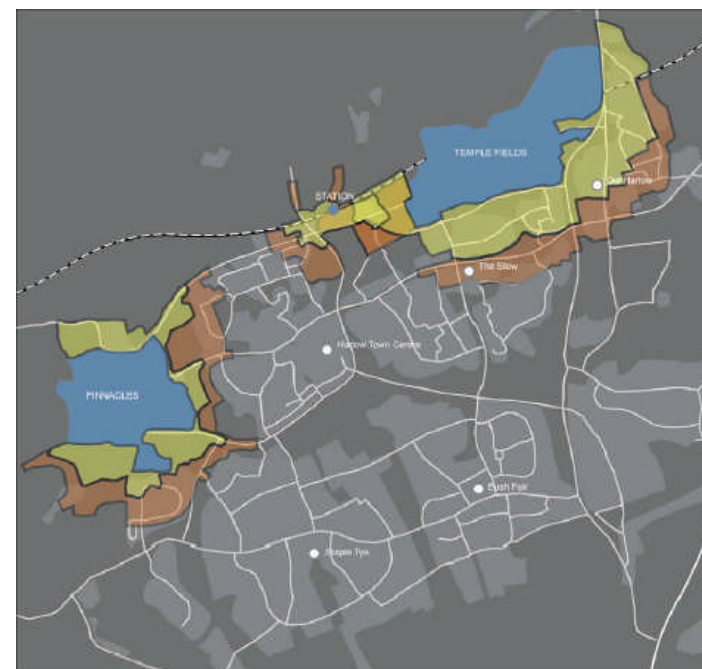 TEMPLE FIELDS
Old Harlow
STATION
The Stow
Harlow Town Centre
PINNACLES
Bush Fair
Staple Tye